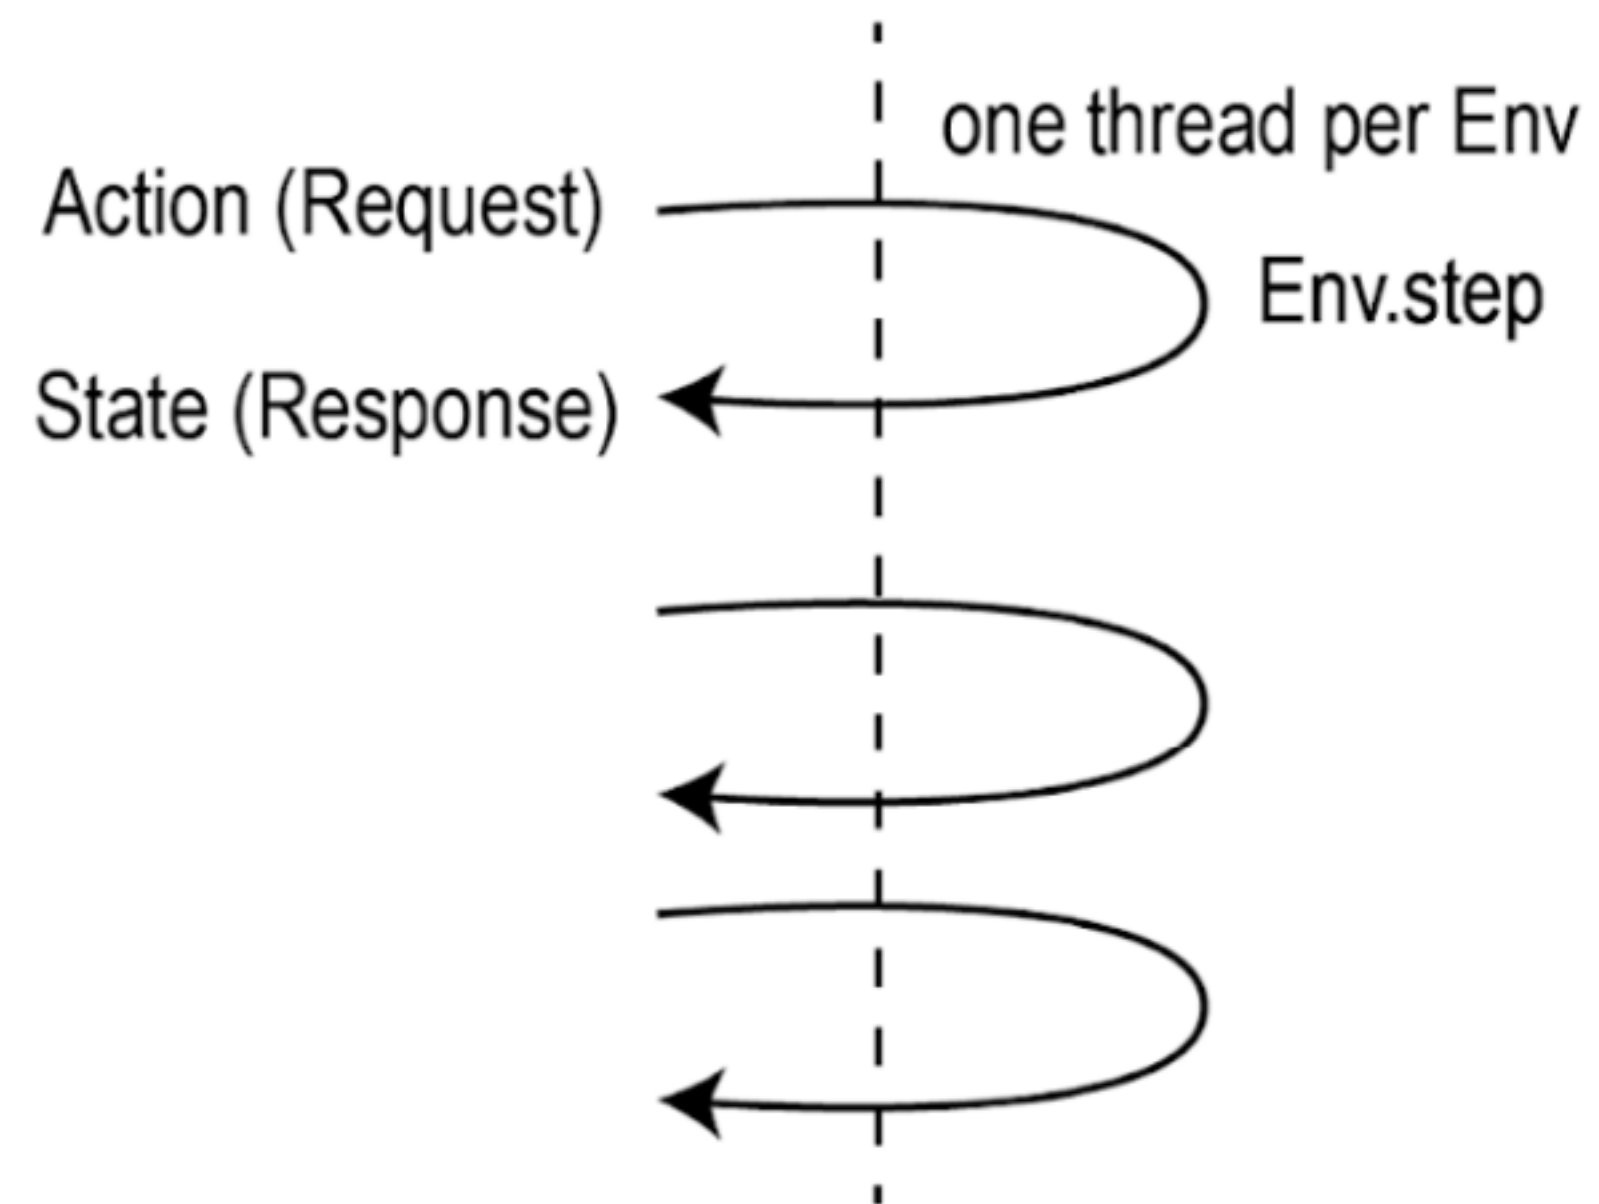 one thread per Env
Action (Request)
Env.step
State (Response)